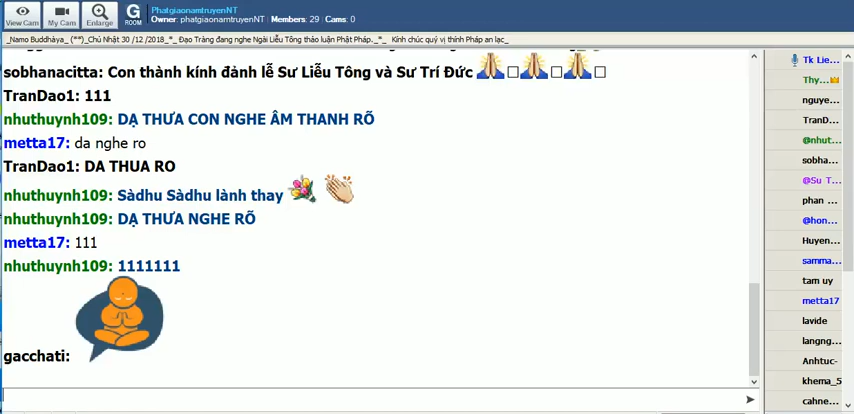 View Cam
My Cam
Enlarge
G
ROOM
PhatgiaonamtruyenNT
Owner: phatgiaonamtruyenNT | Members: 29 | Cams: 0
_Namo Buddhàya_ (**)_Chủ Nhật 30 /12 /2018_*_ Đạo Tràng đang nghe Ngài Liễu Tông thảo luận Phật Pháp._*_ Kính chúc quý vị thính Pháp an lạc_
sobhanacitta: Con thành kính đảnh lễ Sư Liễu Tông và Sư Trí Đức
TranDao1: 111
nhuthuynh109: DẠ THƯA CON NGHE ÂM THANH RÕ
metta17: da nghe ro
TranDao1: DA THUA RO
nhuthuynh109: Sàdhu Sàdhu lành thay
nhuthuynh109: DẠ THƯA NGHE RÕ
metta17: 111
nhuthuynh109: 1111111
gacchati:
Tk Lie...
Thy...
nguye...
TranD...
@nhut...
sobha...
@Su T...
phan ...
@hon...
Huyen...
samma...
tam uy
metta17
lavide
langng...
Anhtuc-
khema_5
cahne...